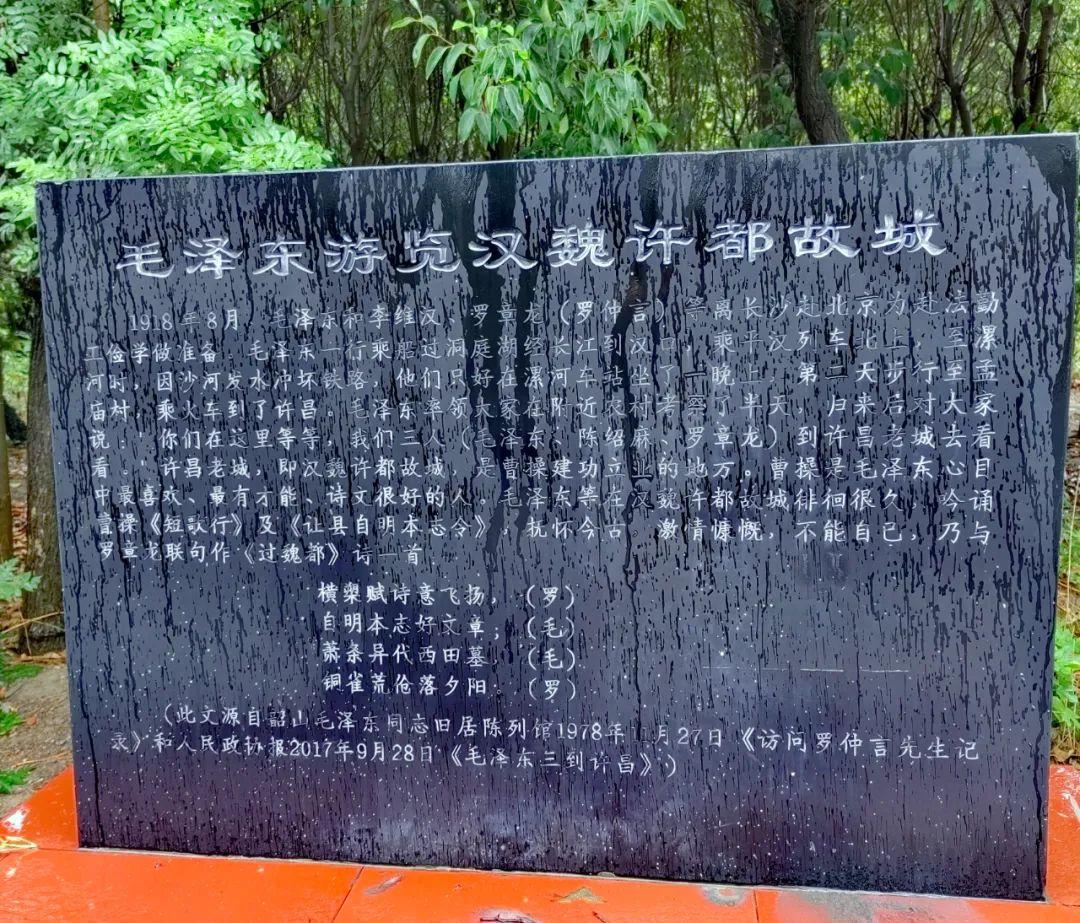 毛泽东游览汉魏许都故城
1918年8月 毛泽东和李维汉、罗章龙（罗仲言）等离长沙赴北京为赴法勤
工俭学做准备。毛泽东一行乘船过洞庭湖经长江到汉口，乘平汉列车北上，至漯
河时，因沙河发水冲坏铁路，他们只好在漯河车站坐了一晚上，第二天步行至孟
庙村，乘火车到了许昌。毛泽东率领大家在附近农村考察了半天，归来后对大家
说："你们在这里等等，我们三人（毛泽东、陈绍麻、罗章龙）到许昌老城去看
看。"许昌老城，即汉魏许都故城，是曹操建功立业的地方。曹操是毛泽东心目
中最喜欢、最有才能、诗文很好的人。毛泽东等在汉魏许都故城徘徊很久，吟诵
曹操《短歌行》及《让县自明本志令》，抚怀今古。激情慷慨，不能自已，乃与
罗章龙联句作《过魏都》诗一首：
横槊赋诗意飞扬，（罗）
自明本志好文章；（毛）
萧条异代西田墓，（毛）
铜雀荒伧落夕阳。（罗）
（此文源自韶山毛泽东同志旧居陈列馆1978年 月27日《访问罗仲言先生记
录》和人民政协报2017年9月28日《毛泽东三到许昌》）